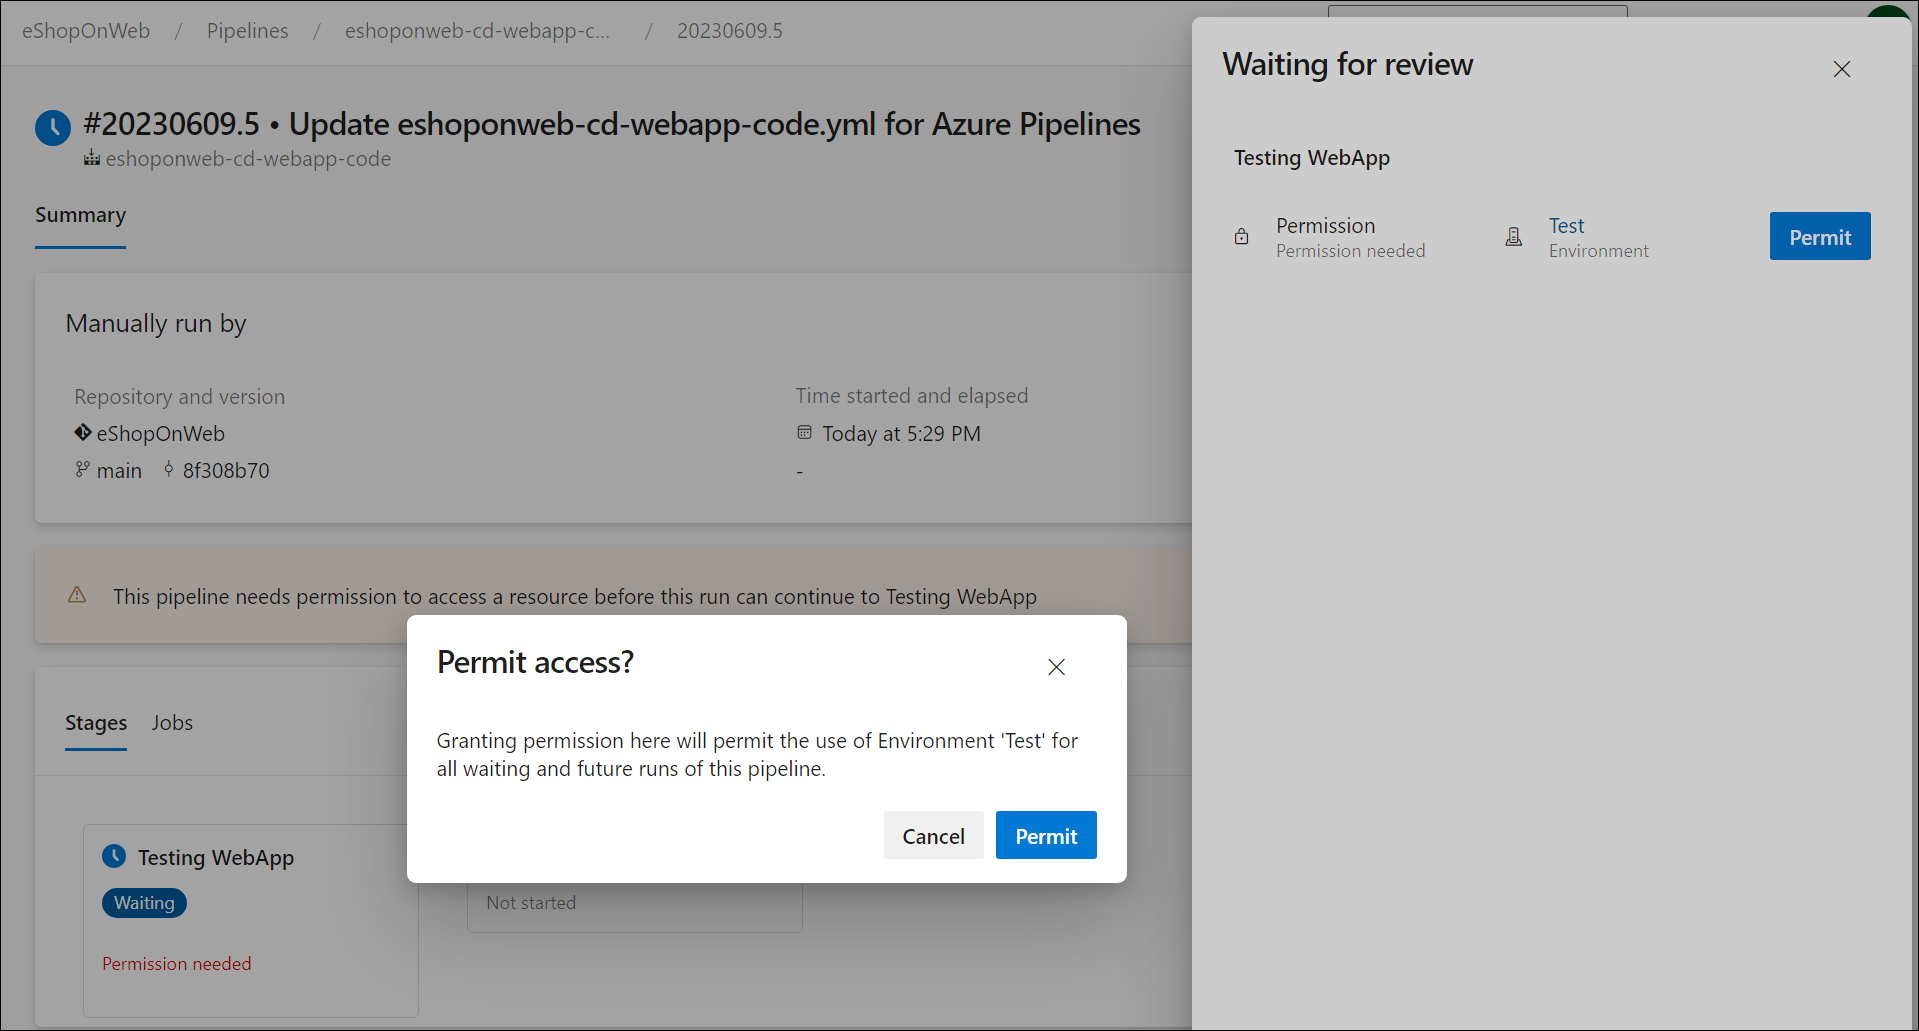 eShopOnWeb / Pipelines / eshoponweb-cd-webapp-c... / 20230609.5
#20230609.5 • Update eshoponweb-cd-webapp-code.yml for Azure Pipelines
eshoponweb-cd-webapp-code
Summary
Manually run by
Repository and version
eShopOnWeb
main 8f308b70
Time started and elapsed
Today at 5:29 PM
-
This pipeline needs permission to access a resource before this run can continue to Testing WebApp
Stages Jobs
Testing WebApp
Waiting
Permission needed
Not started
Permit access?
Granting permission here will permit the use of Environment 'Test' for
all waiting and future runs of this pipeline.
Cancel Permit
Waiting for review
Testing WebApp
Permission
Permission needed
Test
Environment
Permit